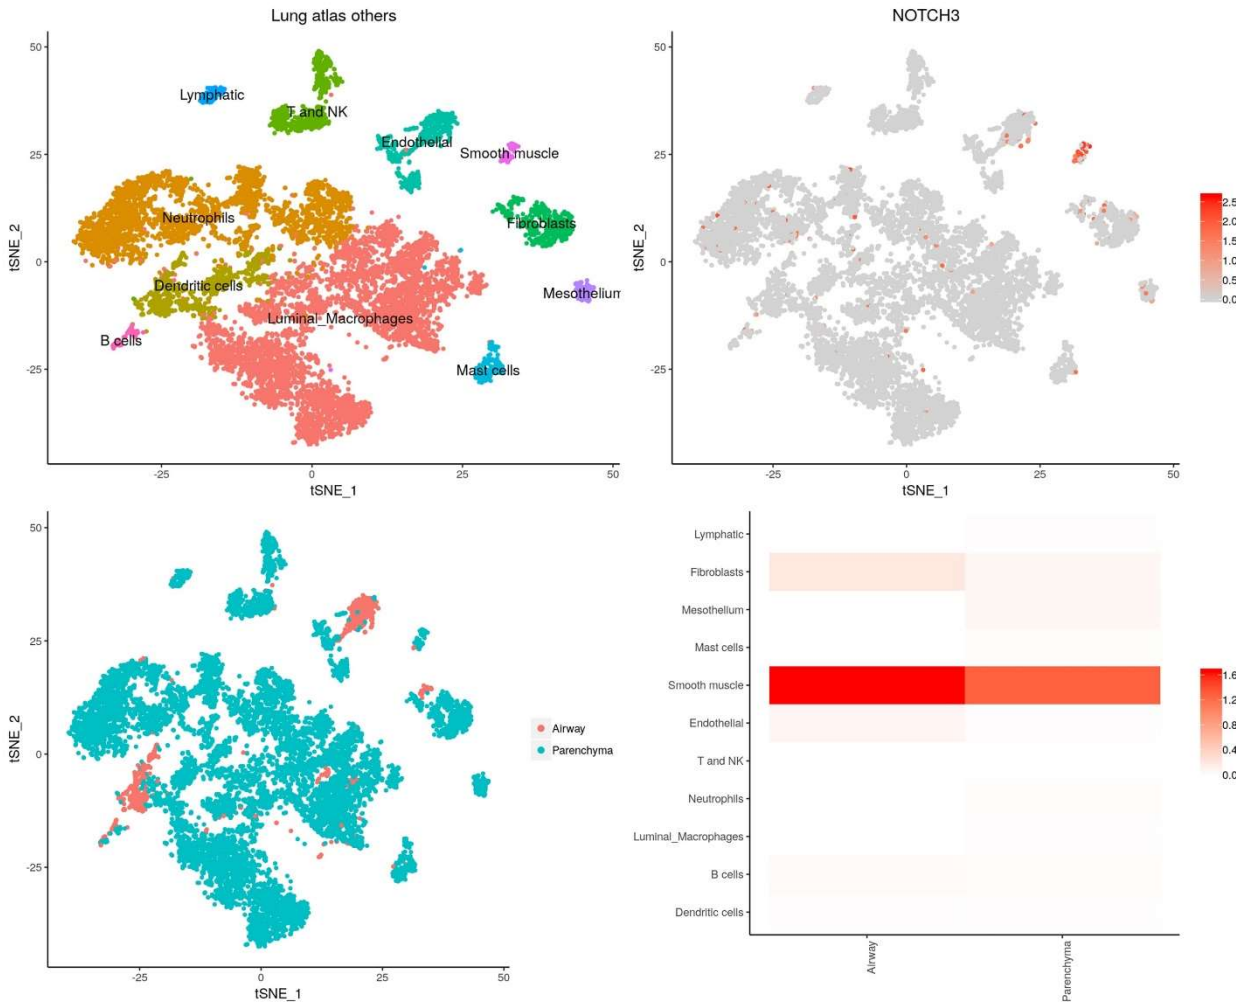 Lung atlas others
50
25
0
-25
tSNE_2
-25
0
25
50
tSNE_1
Lymphatic
T and NK
Endothelial
Smooth muscle
Neutrophils
Fibroblasts
Dendritic cells
Mesothelium
Luminal_Macrophages
B cells
Mast cells
NOTCH3
50
25
0
-25
tSNE_2
-25
0
25
50
tSNE_1
2.5
2.0
1.5
1.0
0.5
0.0
50
25
0
-25
tSNE_2
-25
0
25
50
tSNE_1
Airway
Parenchyma
Lymphatic
Fibroblasts
Mesothelium
Mast cells
Smooth muscle
Endothelial
T and NK
Neutrophils
Luminal_Macrophages
B cells
Dendritic cells
Airway
Parenchyma
1.6
1.2
0.8
0.4
0.0